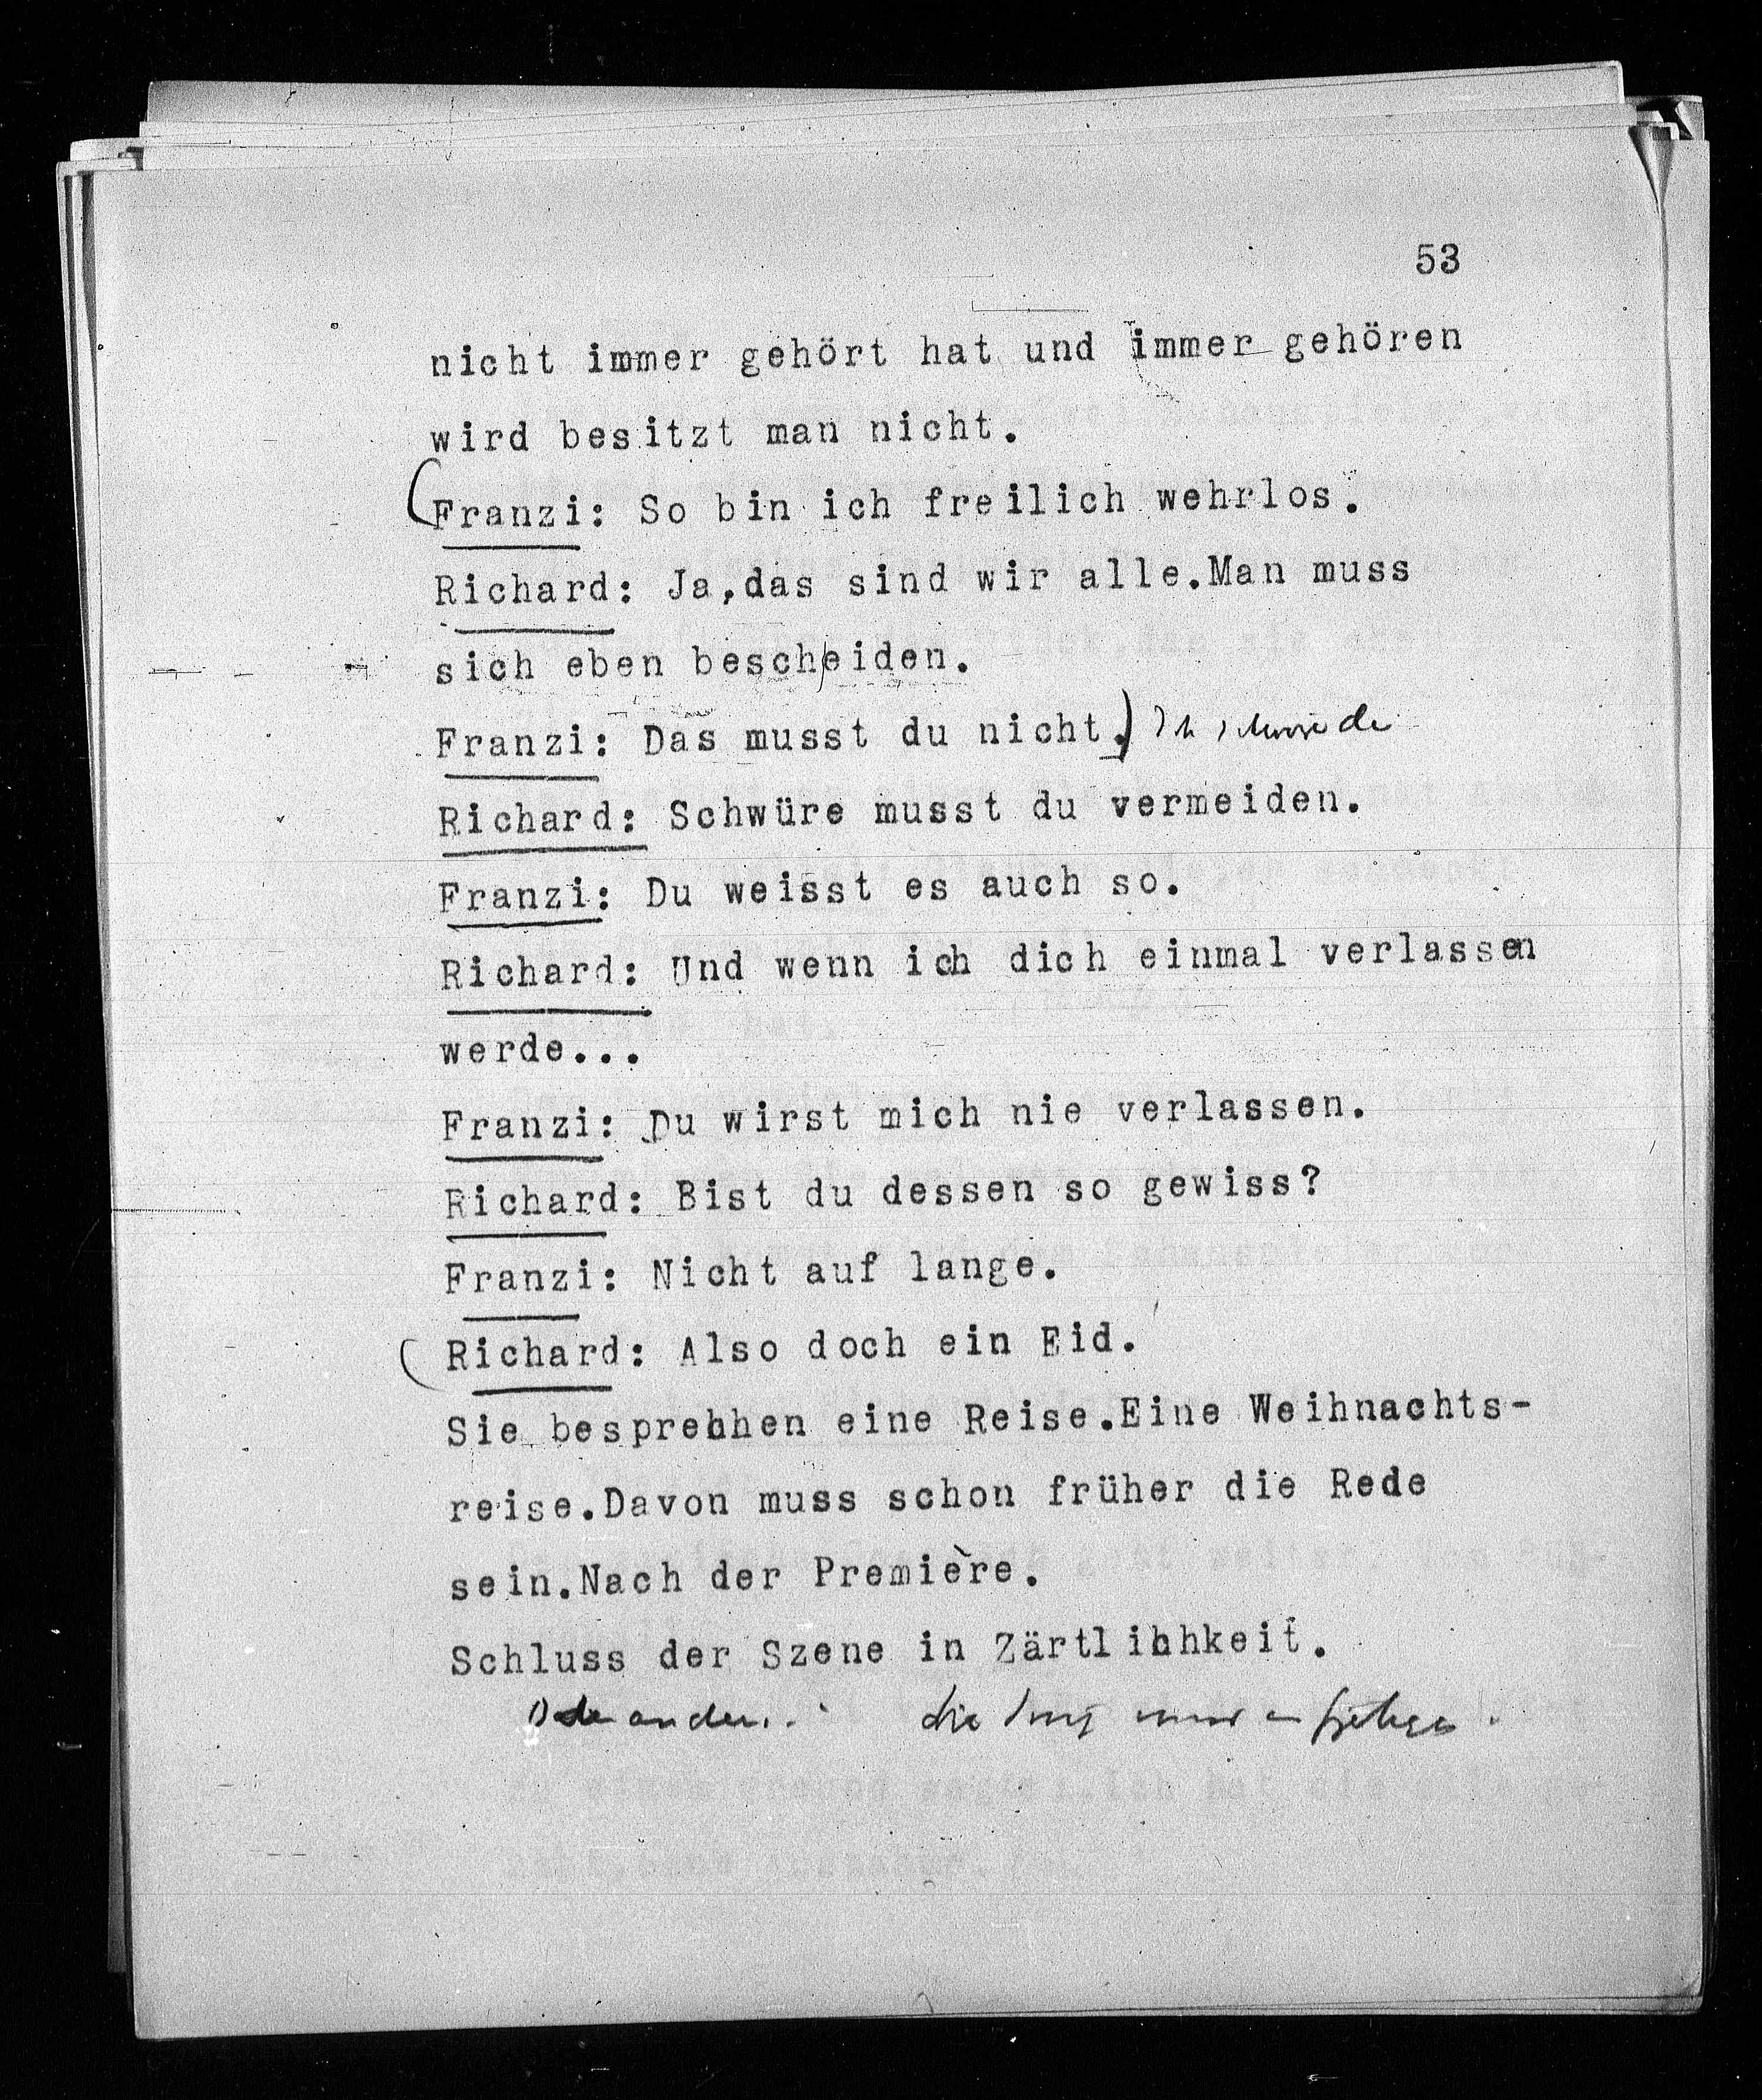 53
nicht immer gehört hat und immer gehören
wird besitzt man nicht.
(Franzi: So bin ich freilich wehrlos.
Richard: Ja,das sind wir alle.Man muss
sich eben bescheiden.
Franzi: Das musst du nicht.)
Richard: Schwüre musst du vermeiden.
Franzi: Du weisst es auch so.
Richard: Und wenn ich dich einmal verlassen
werde...
Franzi: Du wirst mich nie verlassen.
Richard: Bist du dessen so gewiss?
Franzi: Nicht auf lange.
(Richard: Also doch ein Eid.
Sie besprehhen eine Reise.Eine Weihnachts-
reise.Davon muss schon früher die Rede
sein.Nach der Première.
Schluss der Szene in Zärtlihhkeit.